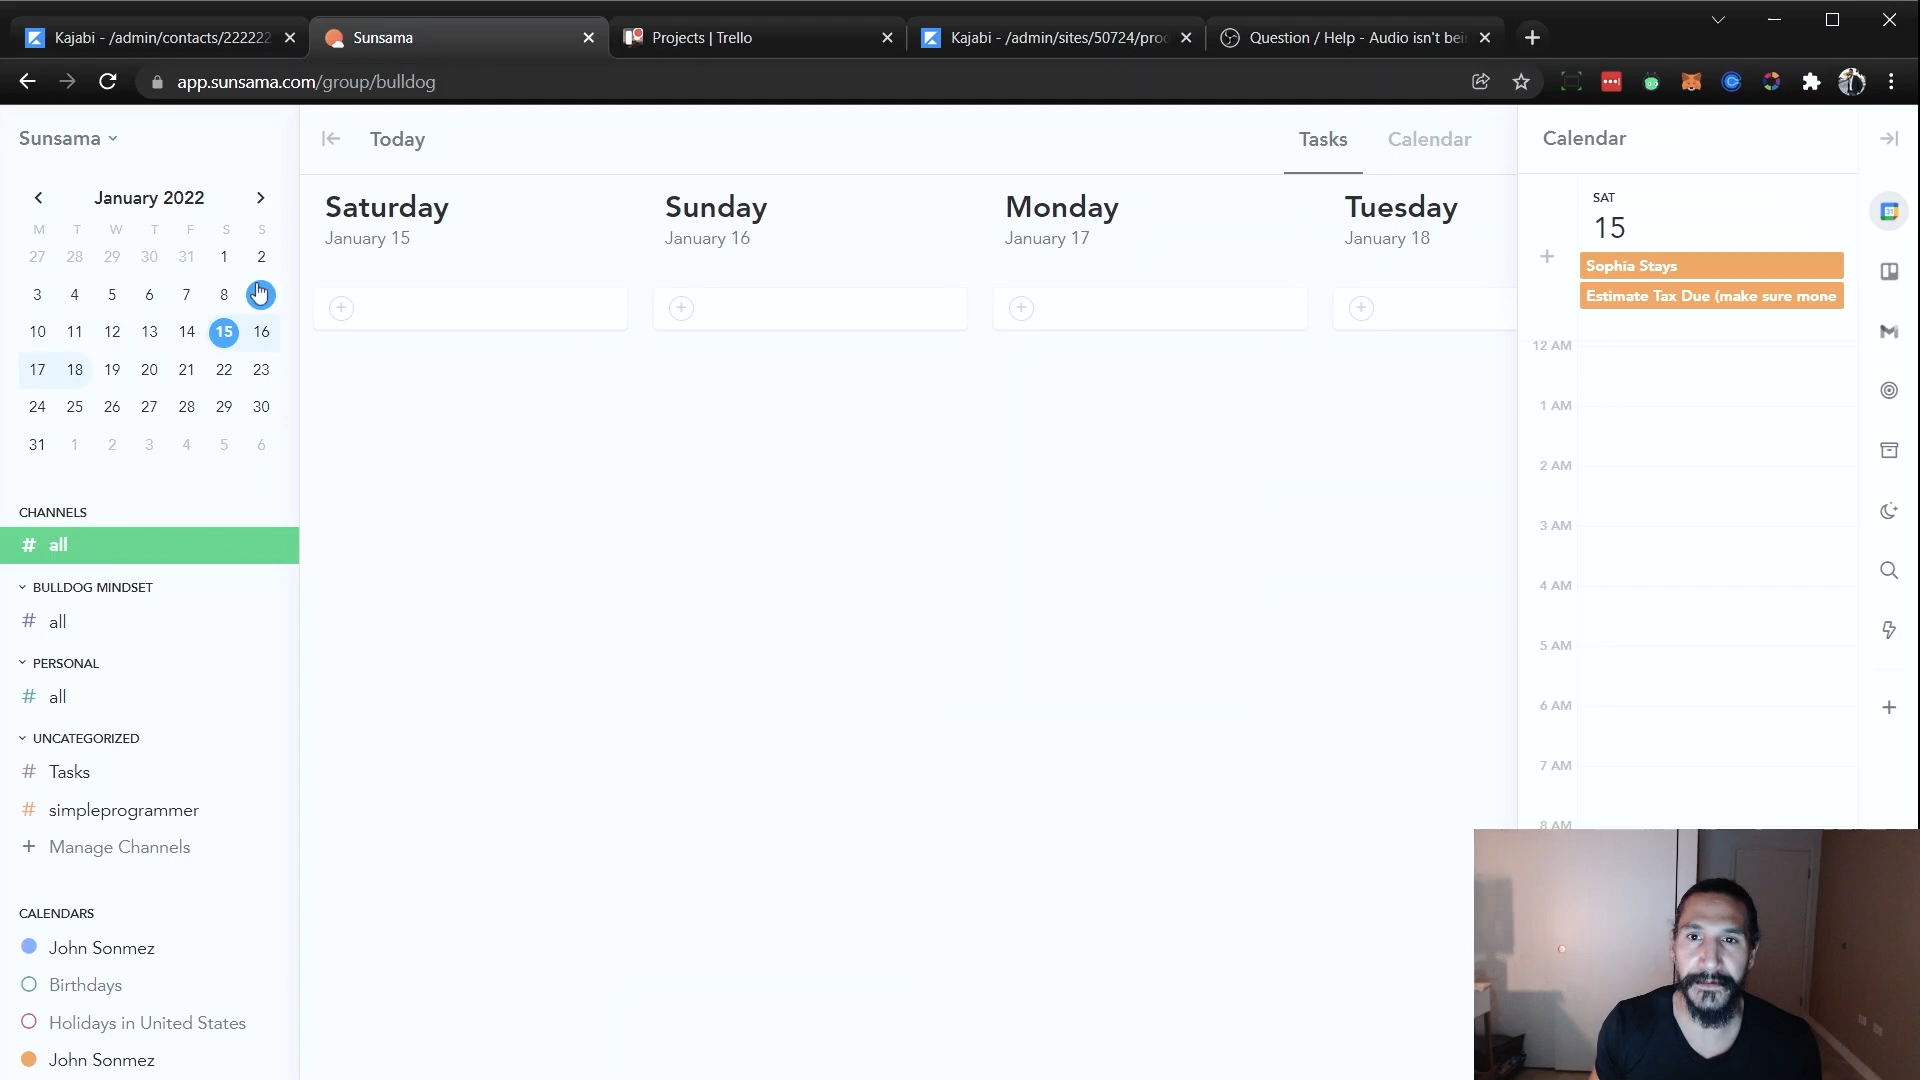 Kajabi - /admin/contacts/222222
Sunsama
Projects | Trello
Kajabi - /admin/sites/50724/pro
Question / Help - Audio isn't bei
app.sunsama.com/group/bulldog
Sunsama
January 2022
M T W T F S S
27 28 29 30 31 1 2
3 4 5 6 7 8
10 11 12 13 14 15 16
17 18 19 20 21 22 23
24 25 26 27 28 29 30
31 1 2 3 4 5 6
CHANNELS
# all
BULLDOG MINDSET
# all
PERSONAL
# all
UNCATEGORIZED
# Tasks
# simpleprogrammer
+ Manage Channels
CALENDARS
John Sonmez
Birthdays
Holidays in United States
John Sonmez
Today
Tasks
Calendar
Saturday
January 15
Sunday
January 16
Monday
January 17
Tuesday
January 18
Calendar
SAT
15
Sophia Stays
Estimate Tax Due (make sure mone
12 AM
1 AM
2 AM
3 AM
4 AM
5 AM
6 AM
7 AM
8 AM